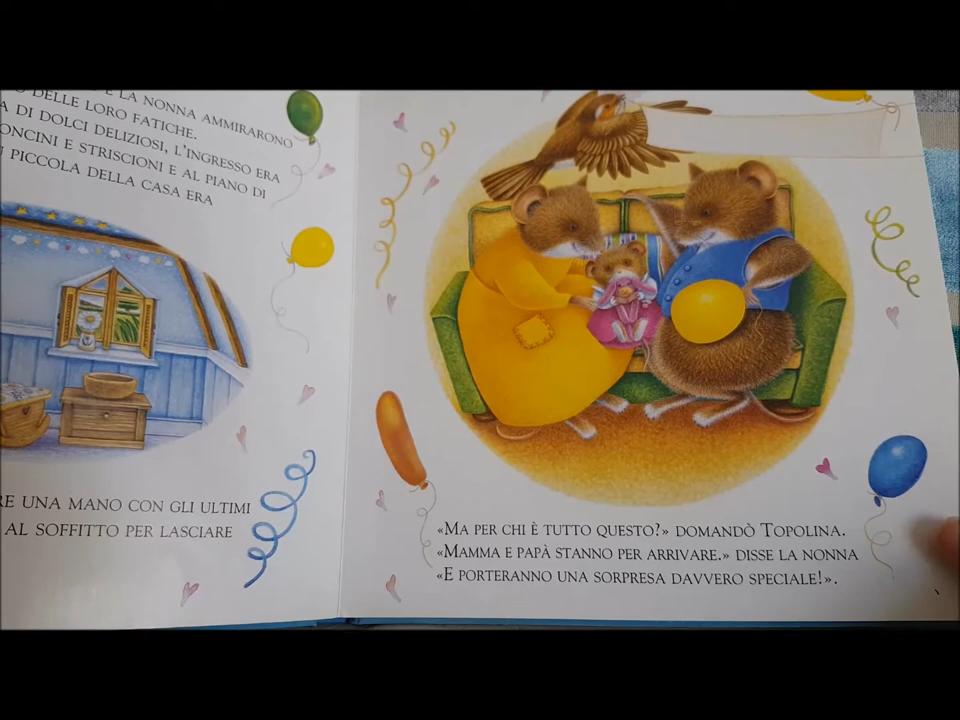 E LA NONNA AMMIRARONO
DELLE LORO FATICHE.
A DI DOLCI DELIZIOSI, L'INGRESSO ERA
ONCINI E STRISCIONI E AL PIANO DI
PICCOLA DELLA CASA ERA
RE UNA MANO CON GLI ULTIMI
AL SOFFITTO PER LASCIARE
«MA PER CHI È TUTTO QUESTO?» DOMANDÒ TOPOLINA.
«MAMMA E PAPÀ STANNO PER ARRIVARE.» DISSE LA NONNA
«E PORTERANNO UNA SORPRESA DAVVERO SPECIALE!».